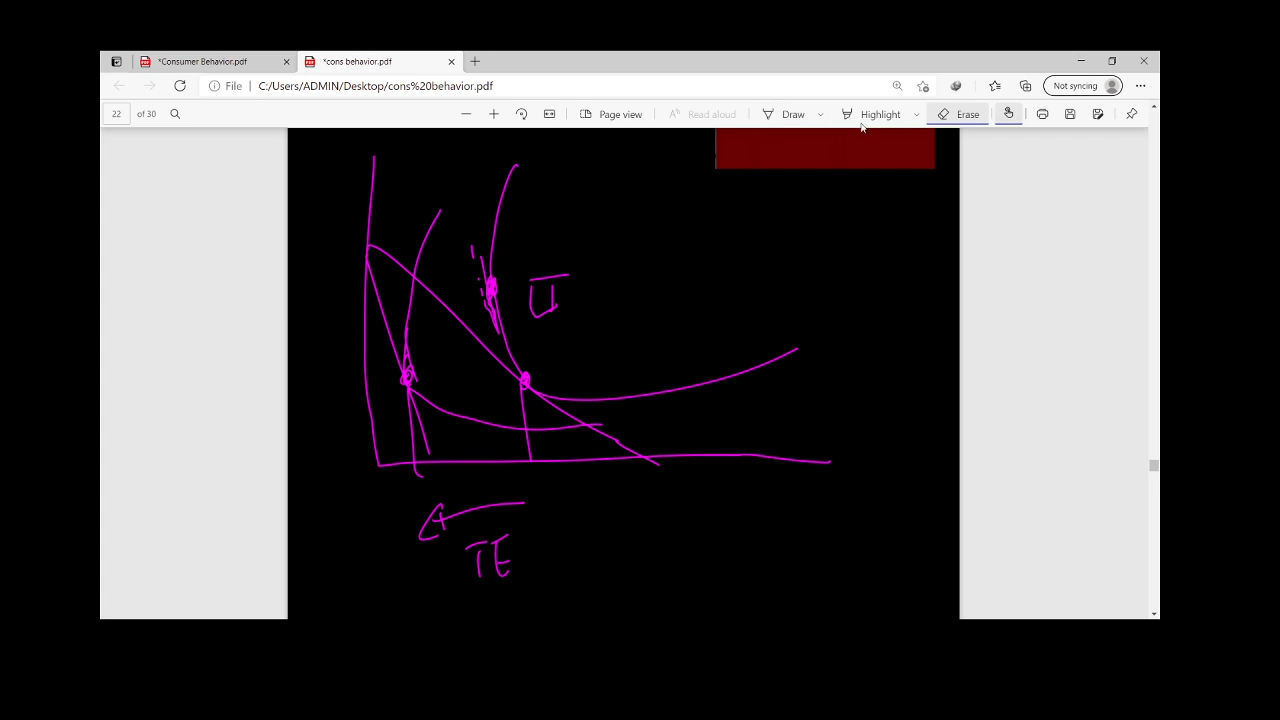 *Consumer Behavior.pdf
*cons behavior.pdf
File
C:/Users/ADMIN/Desktop/cons%20behavior.pdf
Not syncing
22 of 30
Page view
Read aloud
Draw
Highlight
Erase
U
TE